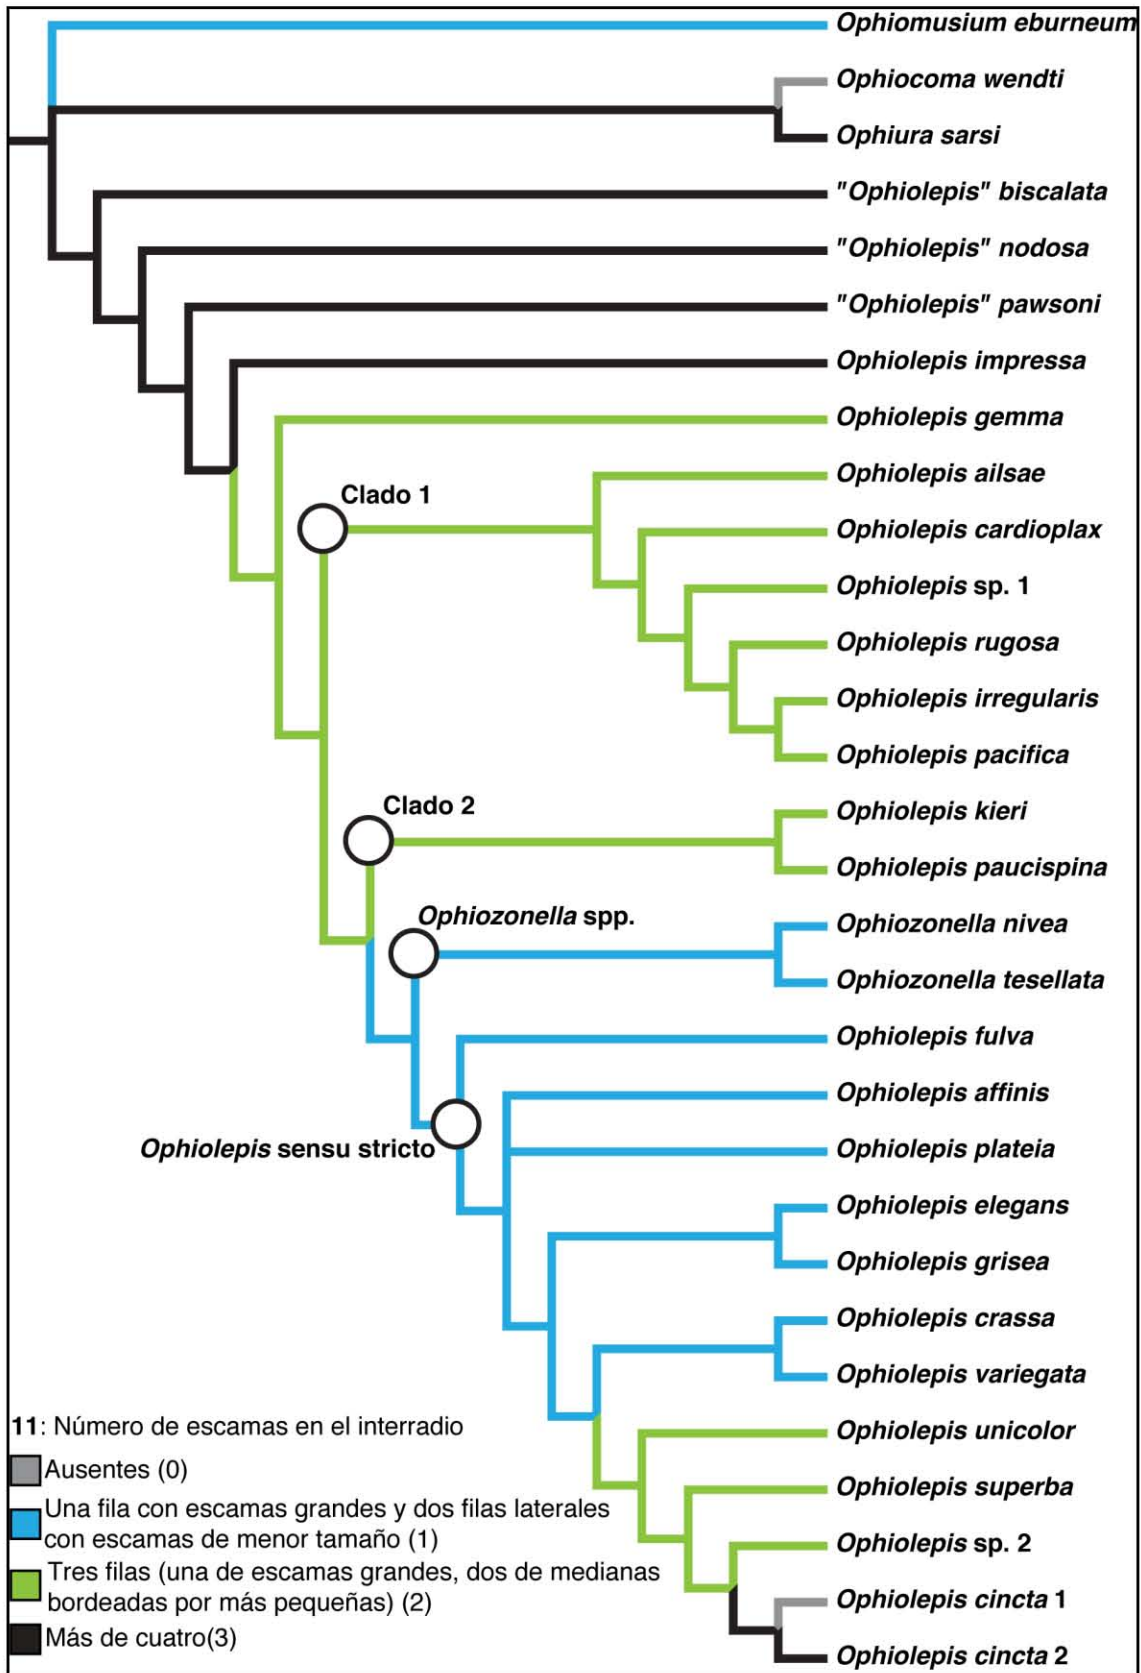 Ophiomusium eburneum
Ophiocoma wendti
Ophiura sarsi
"Ophiolepis" biscalata
"Ophiolepis" nodosa
"Ophiolepis" pawsoni
Ophiolepis impressa
Ophiolepis gemma
Ophiolepis ailsae
Clado 1
Ophiolepis cardioplax
Ophiolepis sp. 1
Ophiolepis rugosa
Ophiolepis irregularis
Ophiolepis pacifica
Clado 2
Ophiolepis kieri
Ophiolepis paucispina
Ophiozonella spp.
Ophiozonella nivea
Ophiozonella tesellata
Ophiolepis fulva
Ophiolepis affinis
Ophiolepis sensu stricto
Ophiolepis plateia
Ophiolepis elegans
Ophiolepis grisea
Ophiolepis crassa
Ophiolepis variegata
Ophiolepis unicolor
Ophiolepis superba
Ophiolepis sp. 2
Ophiolepis cincta 1
Ophiolepis cincta 2
11: Número de escamas en el interradio
Ausentes (0)
Una fila con escamas grandes y dos filas laterales
con escamas de menor tamaño (1)
Tres filas (una de escamas grandes, dos de medianas
bordeadas por más pequeñas) (2)
Más de cuatro(3)